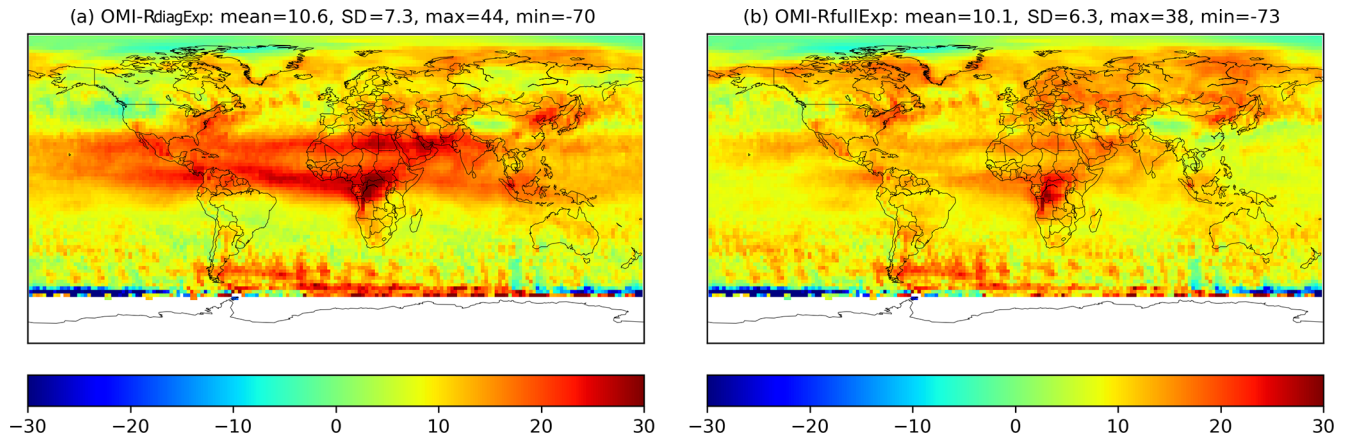 (a) OMI-RdiagExp: mean=10.6, SD=7.3, max=44, min=-70
(b) OMI-RfullExp: mean=10.1, SD=6.3, max=38, min=-73
−30 −20 −10 0 10 20 30
−30 −20 −10 0 10 20 30